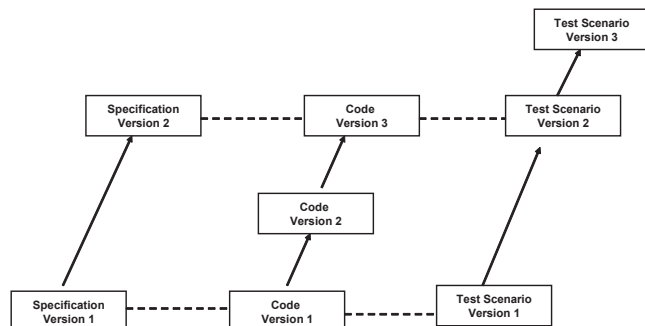 Test Scenario
Version 3
Specification
Version 2
Code
Version 3
Test Scenario
Version 2
Code
Version 2
Specification
Version 1
Code
Version 1
Test Scenario
Version 1